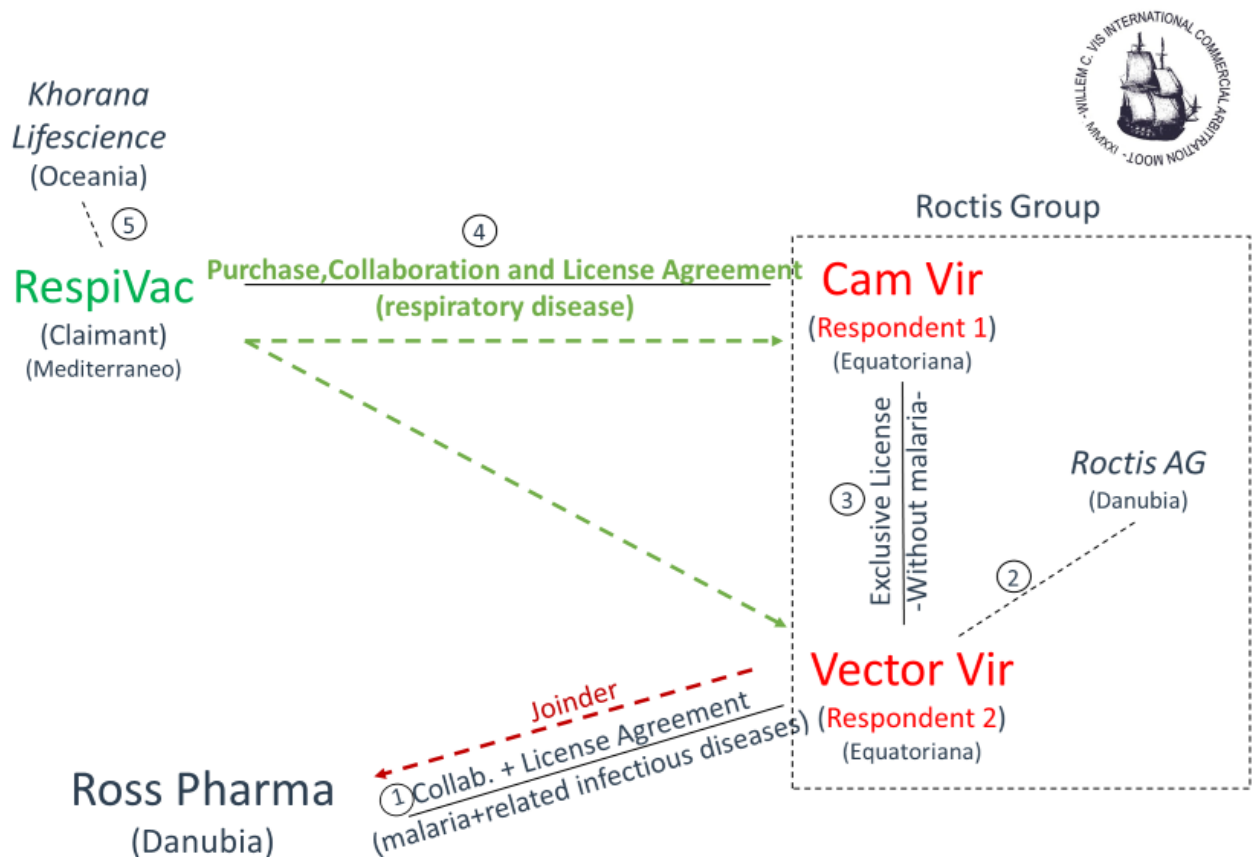 -WILLEM C. VIS INTERNATIONAL COMMERCIAL ARBITRATION MOOT - MMXXI
Khorana
Lifescience
(Oceania)
5
RespiVac
(Claimant)
(Mediterraneo)
4
Purchase,Collaboration and License Agreement
(respiratory disease)
Roctis Group
Cam Vir
(Respondent 1)
(Equatoriana)
3
Exclusive License
-Without malaria-
Roctis AG
(Danubia)
2
Vector Vir
(Respondent 2)
(Equatoriana)
Joinder
1
Collab. + License Agreement
(malaria+related infectious diseases)
Ross Pharma
(Danubia)